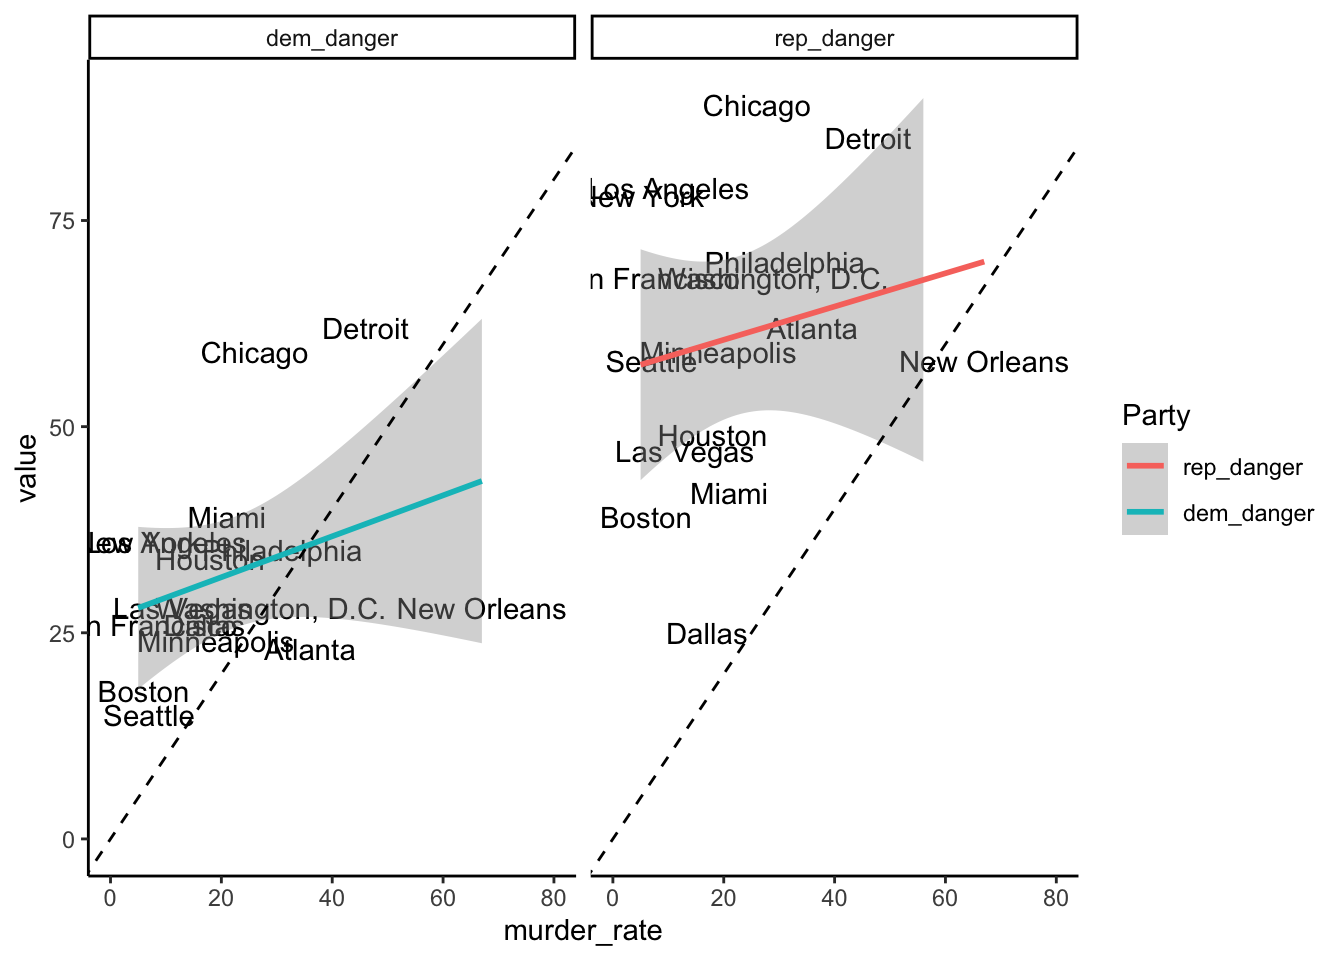 dem_danger
rep_danger
value
75
50
25
0
Chicago
Detroit
Miami
Los Angeles
New York
Philadelphia
Houston
Las Vegas
Washington, D.C.
New Orleans
n Francisco
Dallas
Minneapolis
Atlanta
Boston
Seattle
Chicago
Detroit
Los Angeles
New York
Philadelphia
n Francisco
Washington, D.C.
Atlanta
Minneapolis
Seattle
New Orleans
Houston
Las Vegas
Miami
Boston
Dallas
0 20 40 60 80
0 20 40 60 80
murder_rate
Party
rep_danger
dem_danger